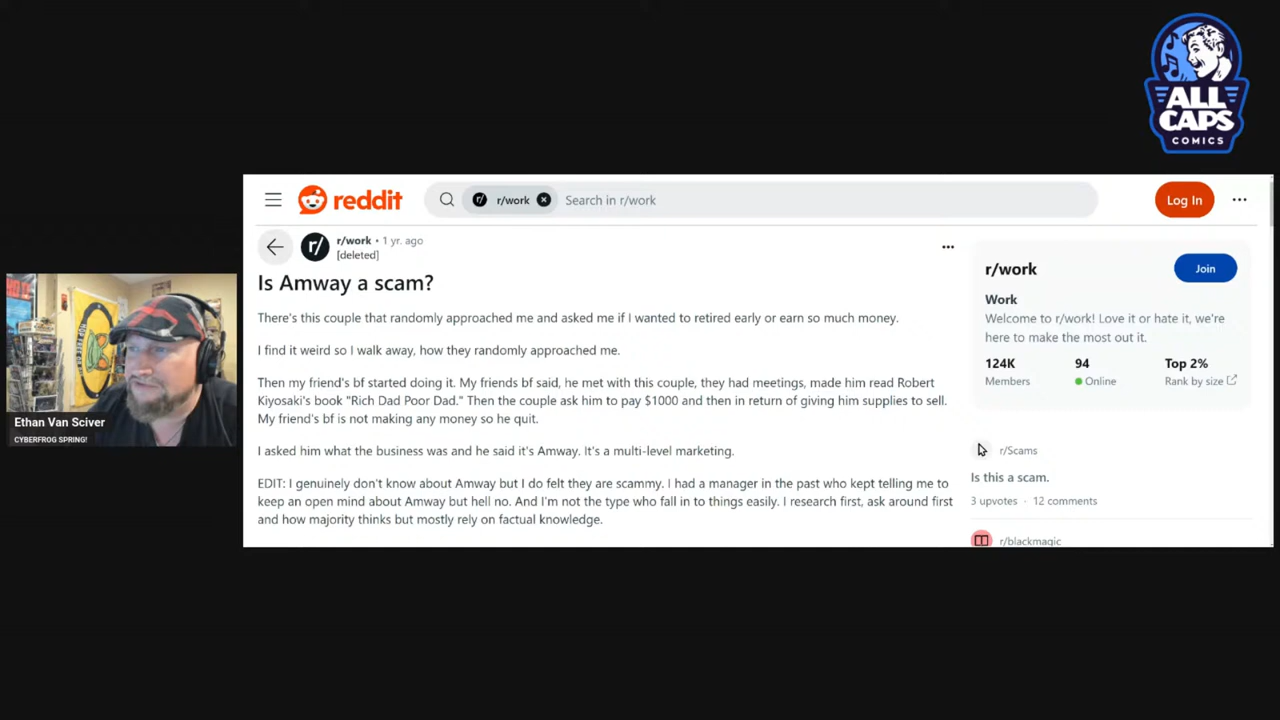 ALL
CAPS
COMICS
reddit
r/work
Search in r/work
Log In
r/work • 1 yr. ago
[deleted]
Is Amway a scam?
There's this couple that randomly approached me and asked me if I wanted to retired early or earn so much money.
I find it weird so I walk away, how they randomly approached me.
Then my friend's bf started doing it. My friends bf said, he met with this couple, they had meetings, made him read Robert
Kiyosaki's book "Rich Dad Poor Dad." Then the couple ask him to pay $1000 and then in return of giving him supplies to sell.
My friend's bf is not making any money so he quit.
I asked him what the business was and he said it's Amway. It's a multi-level marketing.
EDIT: I genuinely don't know about Amway but I do felt they are scammy. I had a manager in the past who kept telling me to
keep an open mind about Amway but hell no. And I'm not the type who fall in to things easily. I research first, ask around first
and how majority thinks but mostly rely on factual knowledge.
r/work
Join
Work
Welcome to r/work! Love it or hate it, we're
here to make the most out it.
124K
94
Top 2%
Members
Online
Rank by size
r/Scams
Is this a scam.
3 upvotes · 12 comments
r/blackmagic
Ethan Van Sciver
CYBERFROG SPRING!